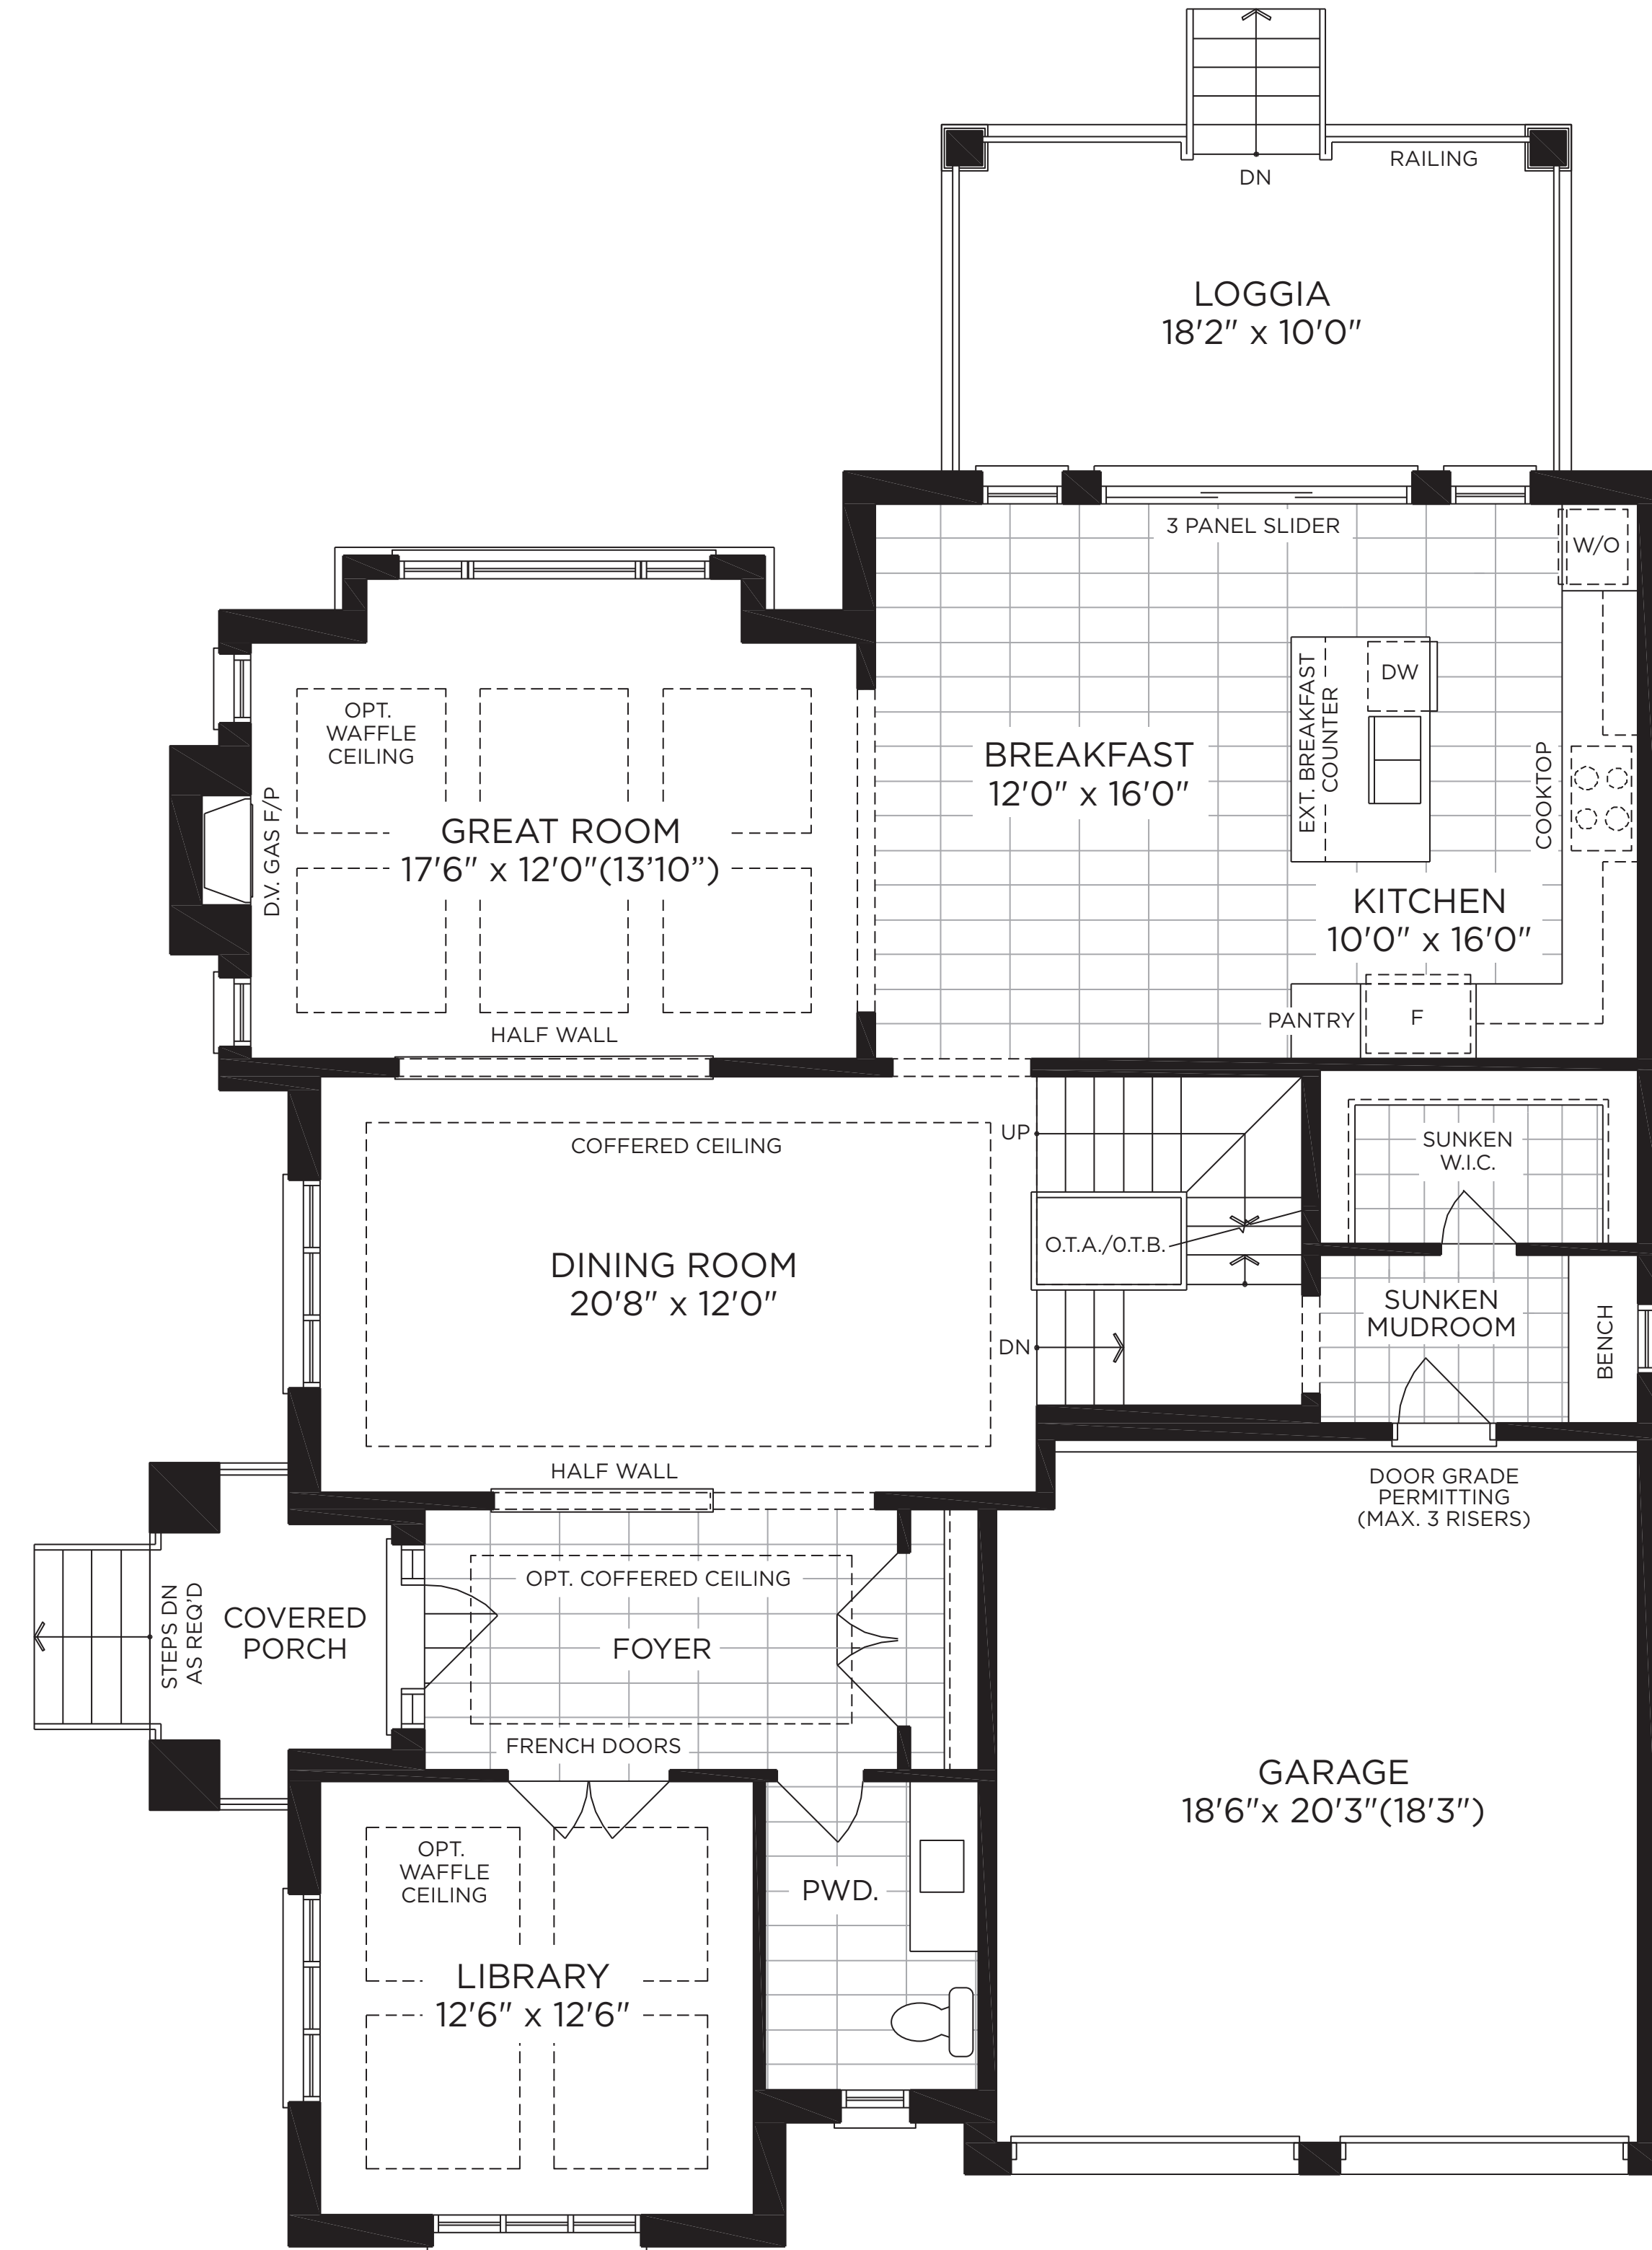 RAILING
DN
LOGGIA
18'2" x 10'0"
3 PANEL SLIDER
W/O
DW
EXT. BREAKFAST
COUNTER
OPT.
WAFFLE
CEILING
BREAKFAST
12'0" x 16'0"
COOKTOP
D.V. GAS F/P
GREAT ROOM
17'6" x 12'0"(13'10")
KITCHEN
10'0" x 16'0"
HALF WALL
PANTRY
F
COFFERED CEILING
UP
SUNKEN
W.I.C.
O.T.A./O.T.B.
DINING ROOM
20'8" x 12'0"
SUNKEN
MUDROOM
BENCH
DN
HALF WALL
DOOR GRADE
PERMITTING
(MAX. 3 RISERS)
OPT. COFFERED CEILING
STEPS DN
AS REQ'D
COVERED
PORCH
FOYER
FRENCH DOORS
GARAGE
18'6"x 20'3"(18'3")
OPT.
WAFFLE
CEILING
PWD.
LIBRARY
12'6" x 12'6"